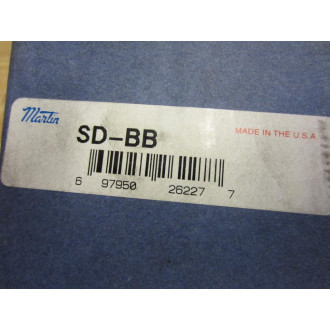 Martin
SD-BB
MADE IN THE U.S.A.
6 97950 26227 7